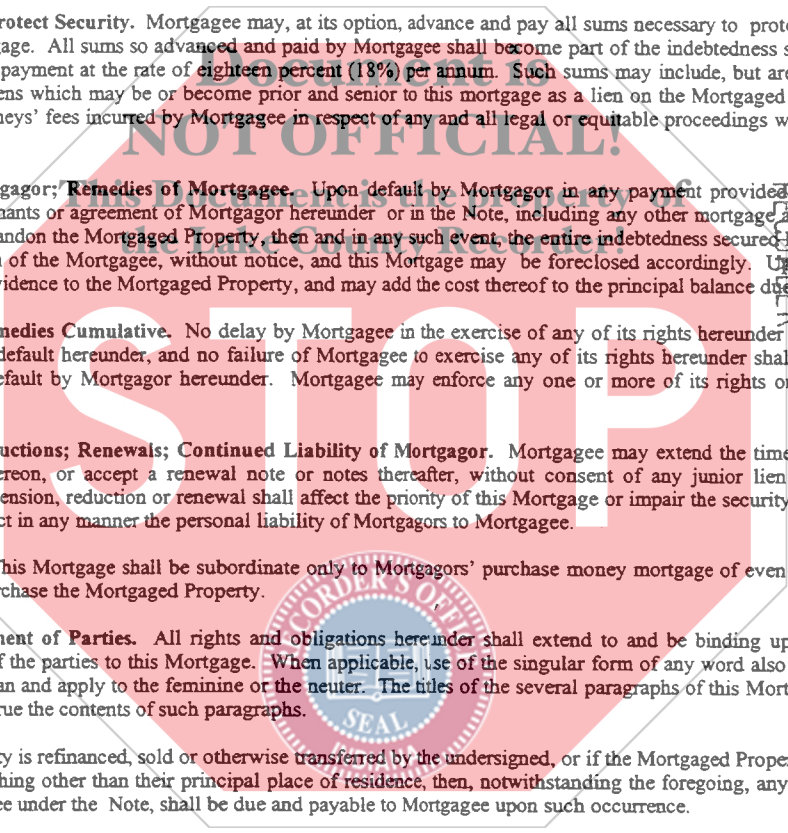 rotect Security. Mortgagee may, at its option, advance and pay all sums necessary to prote
age. All sums so advanced and paid by Mortgagee shall become part of the indebtedness s
payment at the rate of eighteen percent (18%) per annum. Such sums may include, but are
ens which may be or become prior and senior to this mortgage as a lien on the Mortgaged
neys' fees incurred by Mortgagee in respect of any and all legal or equitable proceedings w
Document is
NOT OFFICIAL!
This Document is the property of
the Lake County Recorder!
gagor; Remedies of Mortgagee. Upon default by Mortgagor in any payment provided
nants or agreement of Mortgagor hereunder or in the Note, including any other mortgage a
andon the Mortgaged Property, then and in any such event, the entire indebtedness secured
of the Mortgagee, without notice, and this Mortgage may be foreclosed accordingly. U
vidence to the Mortgaged Property, and may add the cost thereof to the principal balance due
STOP
medies Cumulative. No delay by Mortgagee in the exercise of any of its rights hereunder
default hereunder, and no failure of Mortgagee to exercise any of its rights hereunder shal
efault by Mortgagor hereunder. Mortgagee may enforce any one or more of its rights or
uctions; Renewals; Continued Liability of Mortgagor. Mortgagee may extend the time
ereon, or accept a renewal note or notes thereafter, without consent of any junior lien
ension, reduction or renewal shall affect the priority of this Mortgage or impair the security
ct in any manner the personal liability of Mortgagors to Mortgagee.
This Mortgage shall be subordinate only to Mortgagors' purchase money mortgage of even
rchase the Mortgaged Property.
RECORDER'S OFFI
SEAL
INDIANA
nent of Parties. All rights and obligations hereunder shall extend to and be binding up
f the parties to this Mortgage. When applicable, use of the singular form of any word also
an and apply to the feminine or the neuter. The titles of the several paragraphs of this Mort
rue the contents of such paragraphs.
ty is refinanced, sold or otherwise transferred by the undersigned, or if the Mortgaged Prope
hing other than their principal place of residence, then, notwithstanding the foregoing, any
ee under the Note, shall be due and payable to Mortgagee upon such occurrence.